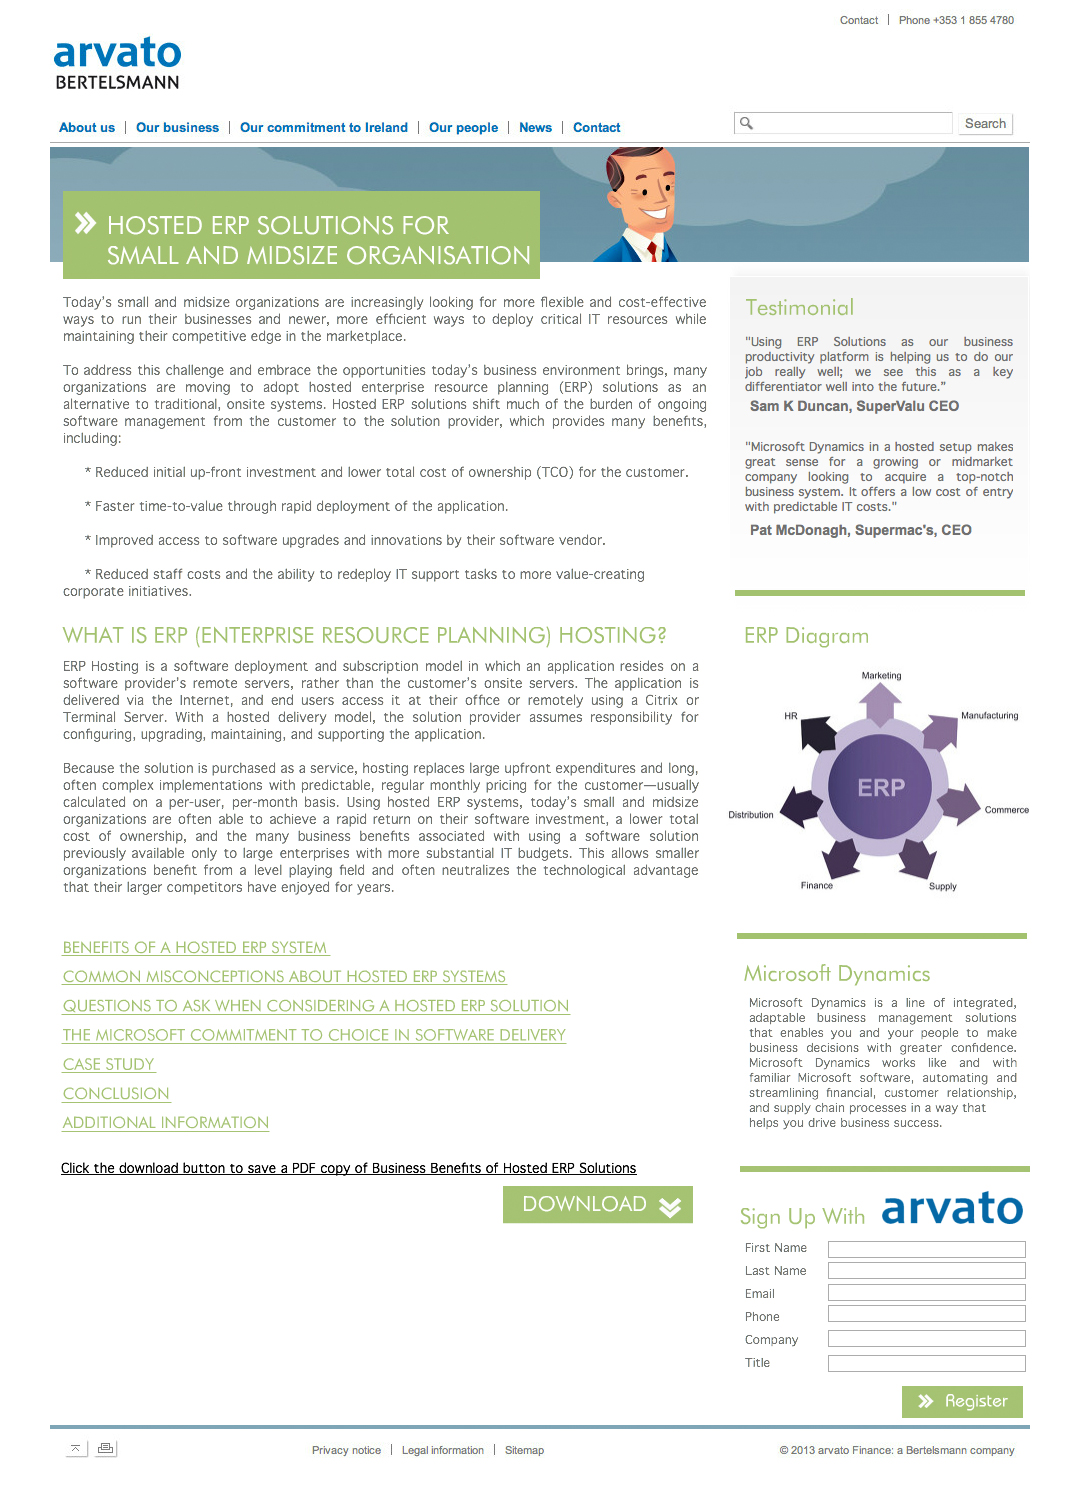 Contact | Phone +353 1 855 4780
arvato
BERTELSMANN
About us | Our business | Our commitment to Ireland | Our people | News | Contact
Search
HOSTED ERP SOLUTIONS FOR
SMALL AND MIDSIZE ORGANISATION
Today's small and midsize organizations are increasingly looking for more flexible and cost-effective
ways to run their businesses and newer, more efficient ways to deploy critical IT resources while
maintaining their competitive edge in the marketplace.
To address this challenge and embrace the opportunities today's business environment brings, many
organizations are moving to adopt hosted enterprise resource planning (ERP) solutions as an
alternative to traditional, onsite systems. Hosted ERP solutions shift much of the burden of ongoing
software management from the customer to the solution provider, which provides many benefits,
including:
* Reduced initial up-front investment and lower total cost of ownership (TCO) for the customer.
* Faster time-to-value through rapid deployment of the application.
* Improved access to software upgrades and innovations by their software vendor.
* Reduced staff costs and the ability to redeploy IT support tasks to more value-creating
corporate initiatives.
WHAT IS ERP (ENTERPRISE RESOURCE PLANNING) HOSTING?
ERP Hosting is a software deployment and subscription model in which an application resides on a
software provider's remote servers, rather than the customer's onsite servers. The application is
delivered via the Internet, and end users access it at their office or remotely using a Citrix or
Terminal Server. With a hosted delivery model, the solution provider assumes responsibility for
configuring, upgrading, maintaining, and supporting the application.
Because the solution is purchased as a service, hosting replaces large upfront expenditures and long,
often complex implementations with predictable, regular monthly pricing for the customer—usually
calculated on a per-user, per-month basis. Using hosted ERP systems, today's small and midsize
organizations are often able to achieve a rapid return on their software investment, a lower total
cost of ownership, and the many business benefits associated with using a software solution
previously available only to large enterprises with more substantial IT budgets. This allows smaller
organizations benefit from a level playing field and often neutralizes the technological advantage
that their larger competitors have enjoyed for years.
BENEFITS OF A HOSTED ERP SYSTEM
COMMON MISCONCEPTIONS ABOUT HOSTED ERP SYSTEMS
QUESTIONS TO ASK WHEN CONSIDERING A HOSTED ERP SOLUTION
THE MICROSOFT COMMITMENT TO CHOICE IN SOFTWARE DELIVERY
CASE STUDY
CONCLUSION
ADDITIONAL INFORMATION
Click the download button to save a PDF copy of Business Benefits of Hosted ERP Solutions
DOWNLOAD
Testimonial
"Using ERP Solutions as our business
productivity platform is helping us to do our
job really well; we see this as a key
differentiator well into the future."
Sam K Duncan, SuperValu CEO
"Microsoft Dynamics in a hosted setup makes
great sense for a growing or midmarket
company looking to acquire a top-notch
business system. It offers a low cost of entry
with predictable IT costs."
Pat McDonagh, Supermac's, CEO
ERP Diagram
Marketing
HR
Manufacturing
ERP
Distribution
Commerce
Finance
Supply
Microsoft Dynamics
Microsoft Dynamics is a line of integrated,
adaptable business management solutions
that enables you and your people to make
business decisions with greater confidence.
Microsoft Dynamics works like and with
familiar Microsoft software, automating and
streamlining financial, customer relationship,
and supply chain processes in a way that
helps you drive business success.
Sign Up With arvato
First Name
Last Name
Email
Phone
Company
Title
Register
Privacy notice | Legal information | Sitemap
© 2013 arvato Finance: a Bertelsmann company